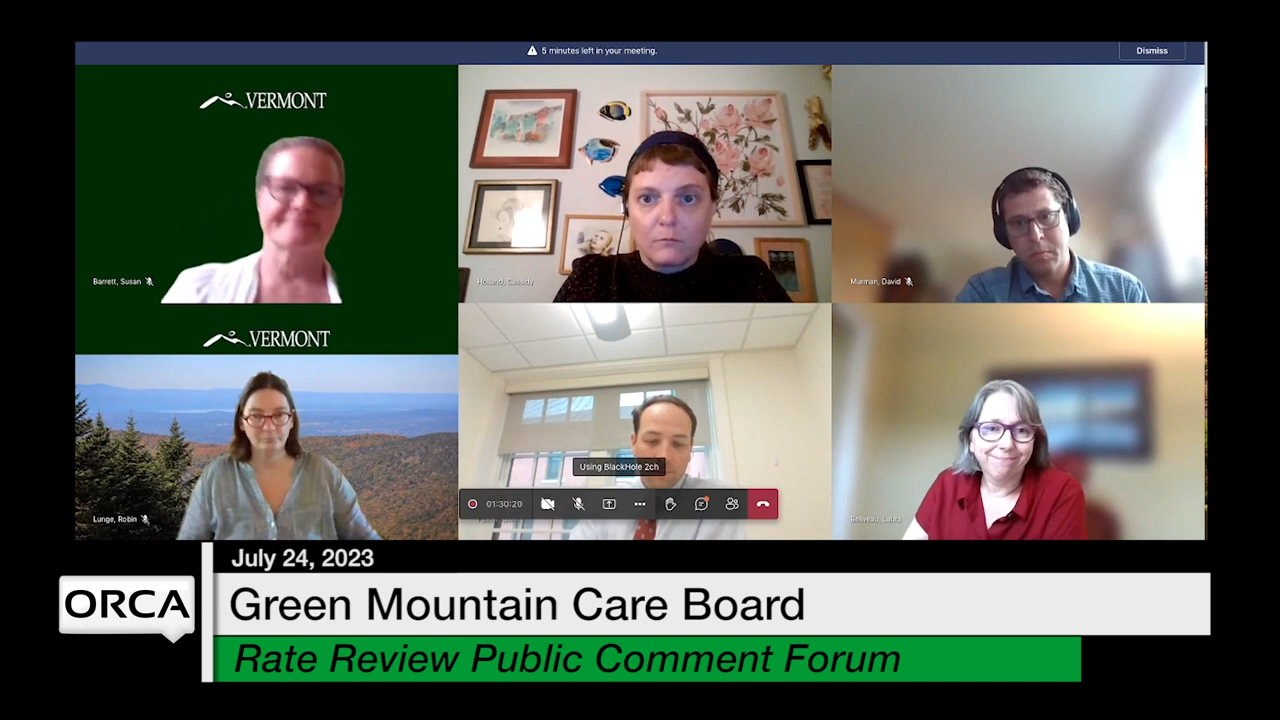 5 minutes left in your meeting.
Dismiss
VERMONT
Barrett, Susan
Holland, Cassidy
Murman, David
VERMONT
Using BlackHole 2ch
01:30:20
Lunge, Robin
Beliveau, Laura
July 24, 2023
ORCA
Green Mountain Care Board
Rate Review Public Comment Forum